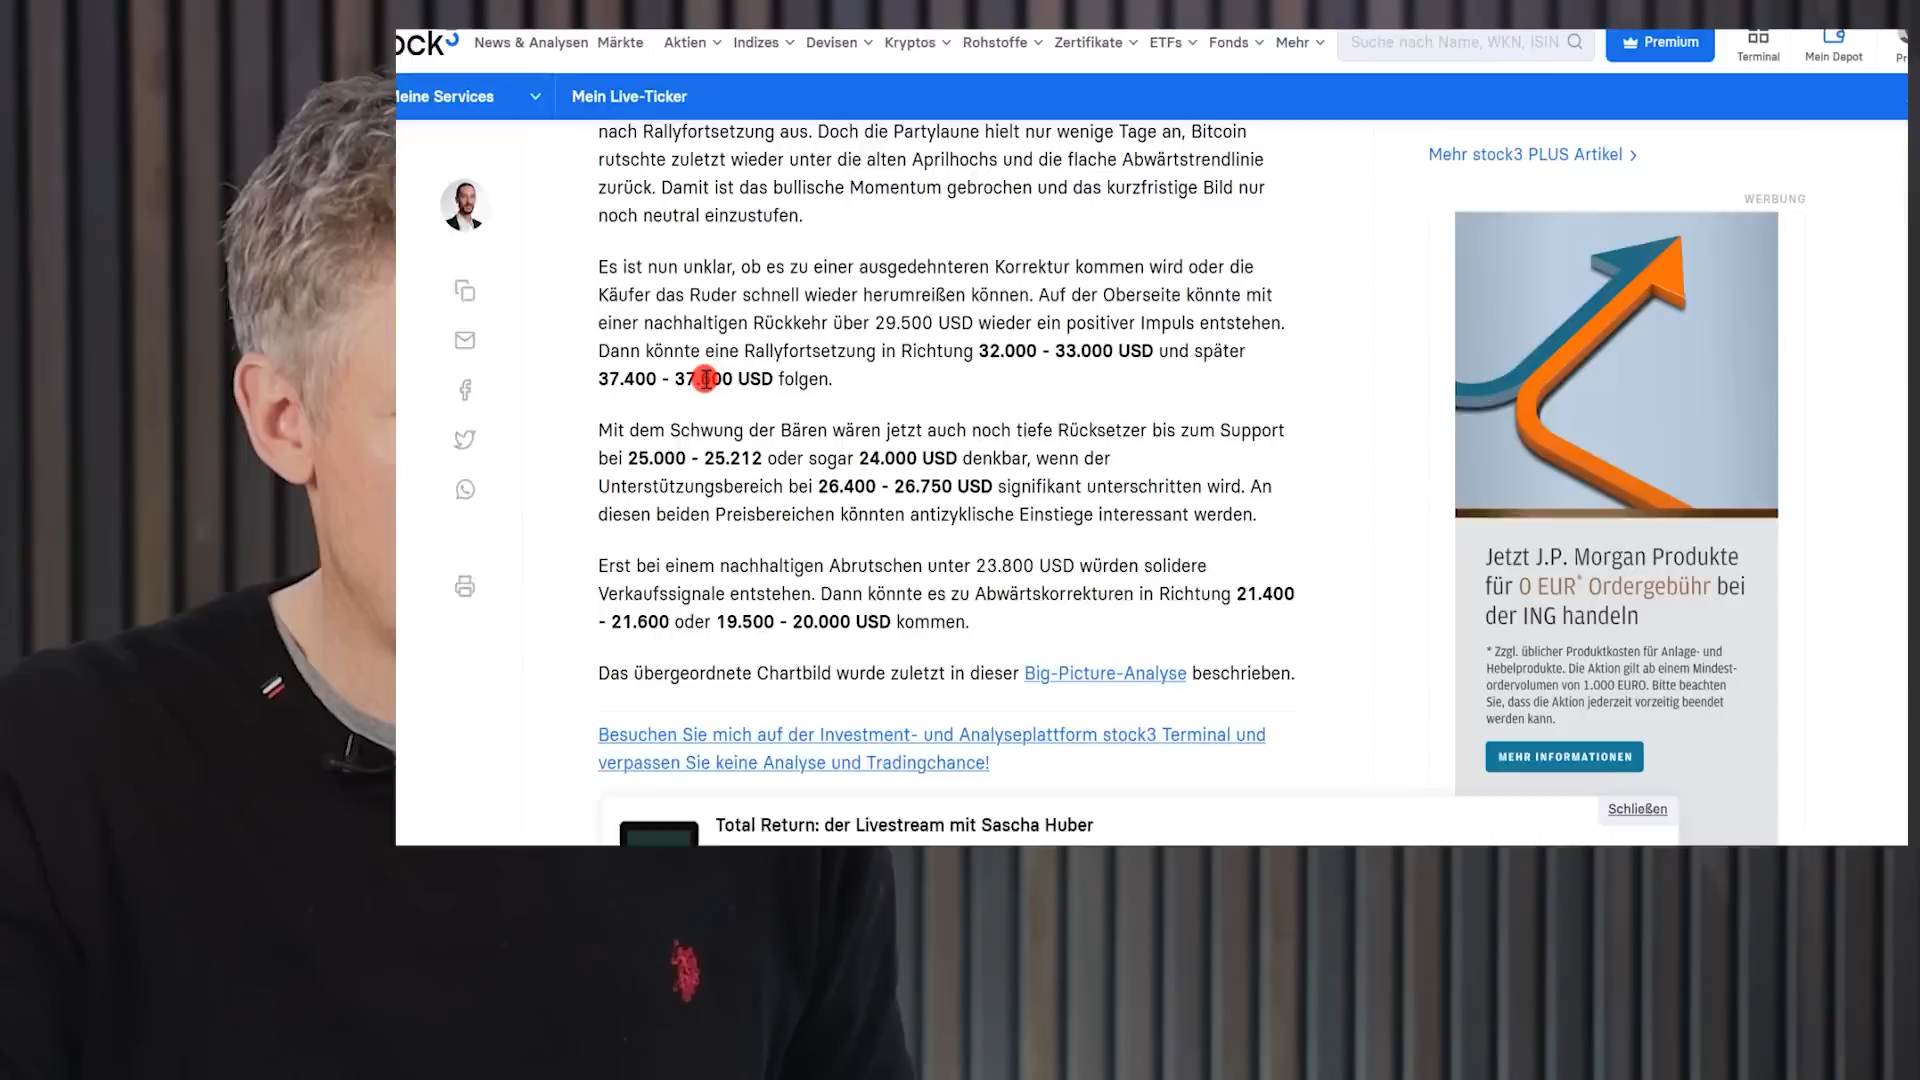 ock3
News & Analysen Märkte Aktien Indizes Devisen Kryptos Rohstoffe Zertifikate ETFs Fonds Mehr Suche nach Name, WKN, ISIN Premium Terminal Mein Depot Pr
Meine Services Mein Live-Ticker
nach Rallyfortsetzung aus. Doch die Partylaune hielt nur wenige Tage an, Bitcoin
rutschte zuletzt wieder unter die alten Aprilhochs und die flache Abwärtstrendlinie
zurück. Damit ist das bullische Momentum gebrochen und das kurzfristige Bild nur
noch neutral einzustufen.
Es ist nun unklar, ob es zu einer ausgedehnteren Korrektur kommen wird oder die
Käufer das Ruder schnell wieder herumreißen können. Auf der Oberseite könnte mit
einer nachhaltigen Rückkehr über 29.500 USD wieder ein positiver Impuls entstehen.
Dann könnte eine Rallyfortsetzung in Richtung 32.000 - 33.000 USD und später
37.400 - USD folgen.
Mit dem Schwung der Bären wären jetzt auch noch tiefe Rücksetzer bis zum Support
bei 25.000 - 25.212 oder sogar 24.000 USD denkbar, wenn der
Unterstützungsbereich bei 26.400 - 26.750 USD signifikant unterschritten wird. An
diesen beiden Preisbereichen könnten antizyklische Einstiege interessant werden.
Erst bei einem nachhaltigen Abrutschen unter 23.800 USD würden solidere
Verkaufssignale entstehen. Dann könnte es zu Abwärtskorrekturen in Richtung 21.400
- 21.600 oder 19.500 - 20.000 USD kommen.
Das übergeordnete Chartbild wurde zuletzt in dieser Big-Picture-Analyse beschrieben.
Besuchen Sie mich auf der Investment- und Analyseplattform stock3 Terminal und
verpassen Sie keine Analyse und Tradingchance!
Total Return: der Livestream mit Sascha Huber
Schließen
Mehr stock3 PLUS Artikel
WERBUNG
Jetzt J.P. Morgan Produkte
für 0 EUR* Ordergebühr bei
der ING handeln
* Zzgl. üblicher Produktkosten für Anlage- und
Hebelprodukte. Die Aktion gilt ab einem Mindest-
ordervolumen von 1.000 EURO. Bitte beachten
Sie, dass die Aktion jederzeit vorzeitig beendet
werden kann.
MEHR INFORMATIONEN